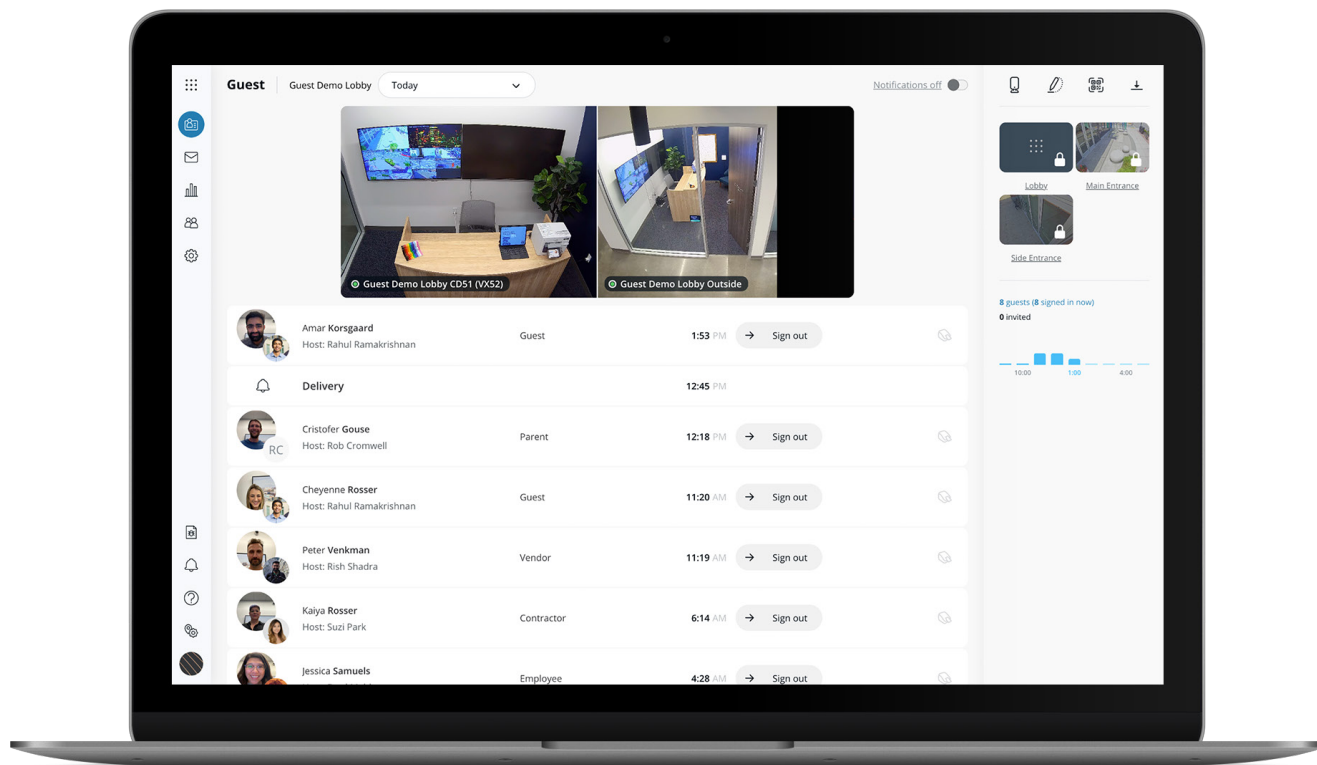 Guest
Guest Demo Lobby
Today
Notifications off
Guest Demo Lobby CD51 (VX52)
Guest Demo Lobby Outside
Lobby
Main Entrance
Side Entrance
8 guests (8 signed in now)
0 invited
10:00 1:00 4:00
Amar Korsgaard
Host: Rahul Ramakrishnan
Guest
1:53 PM
Sign out
Delivery
12:45 PM
RC
Cristofer Gouse
Host: Rob Cromwell
Parent
12:18 PM
Sign out
Cheyenne Rosser
Host: Rahul Ramakrishnan
Guest
11:20 AM
Sign out
Peter Venkman
Host: Rish Shadra
Vendor
11:19 AM
Sign out
Kaiya Rosser
Host: Suzi Park
Contractor
6:14 AM
Sign out
Jessica Samuels
Employee
4:28 AM
Sign out